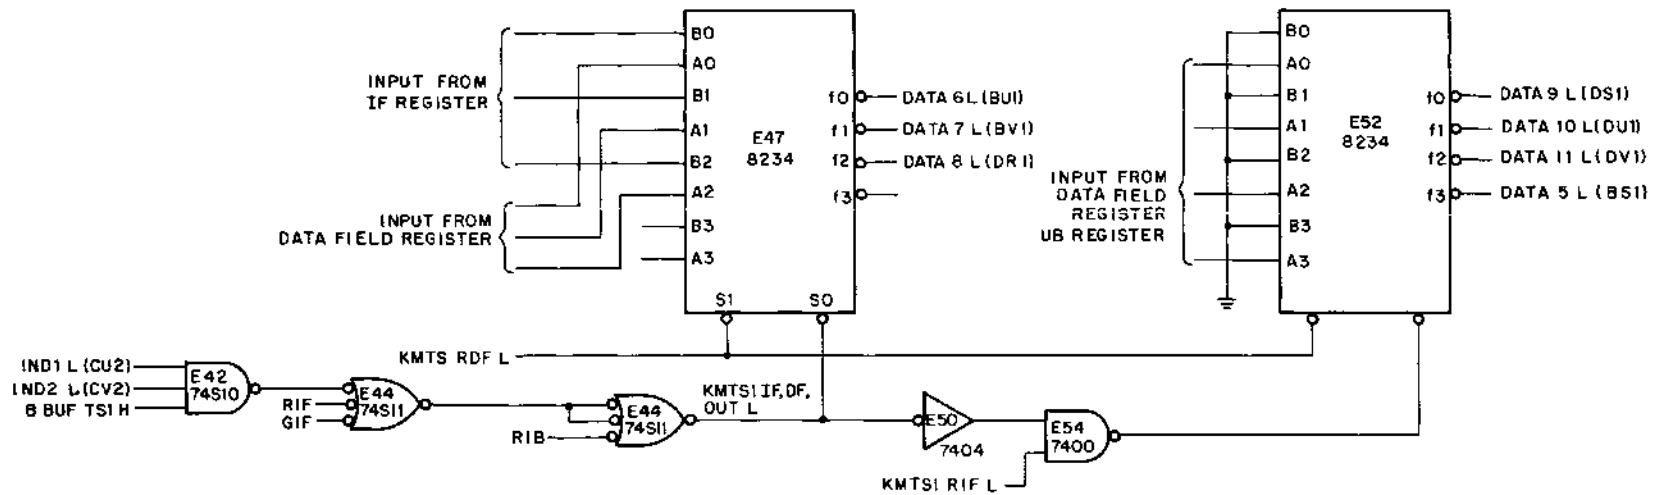 INPUT FROM
IF REGISTER
INPUT FROM
DATA FIELD REGISTER
B0
A0
B1
A1
B2
A2
B3
A3
E47
8234
f0
f1
f2
f3
S1
S0
DATA 6 L (BU1)
DATA 7 L (BV1)
DATA 8 L (DR1)
INPUT FROM
DATA FIELD
REGISTER
UB REGISTER
B0
A0
B1
A1
B2
A2
B3
A3
E52
8234
f0
f1
f2
f3
DATA 9 L (DS1)
DATA 10 L (DU1)
DATA 11 L (DV1)
DATA 5 L (BS1)
KMTS RDF L
IND1 L (CU2)
IND2 L (CV2)
B BUF TS1 H
E42
74S10
RIF
GIF
E44
74S11
RIB
E44
74S11
KMTS1 IF, DF,
OUT L
E50
7404
KMTS1 RIF L
E54
7400